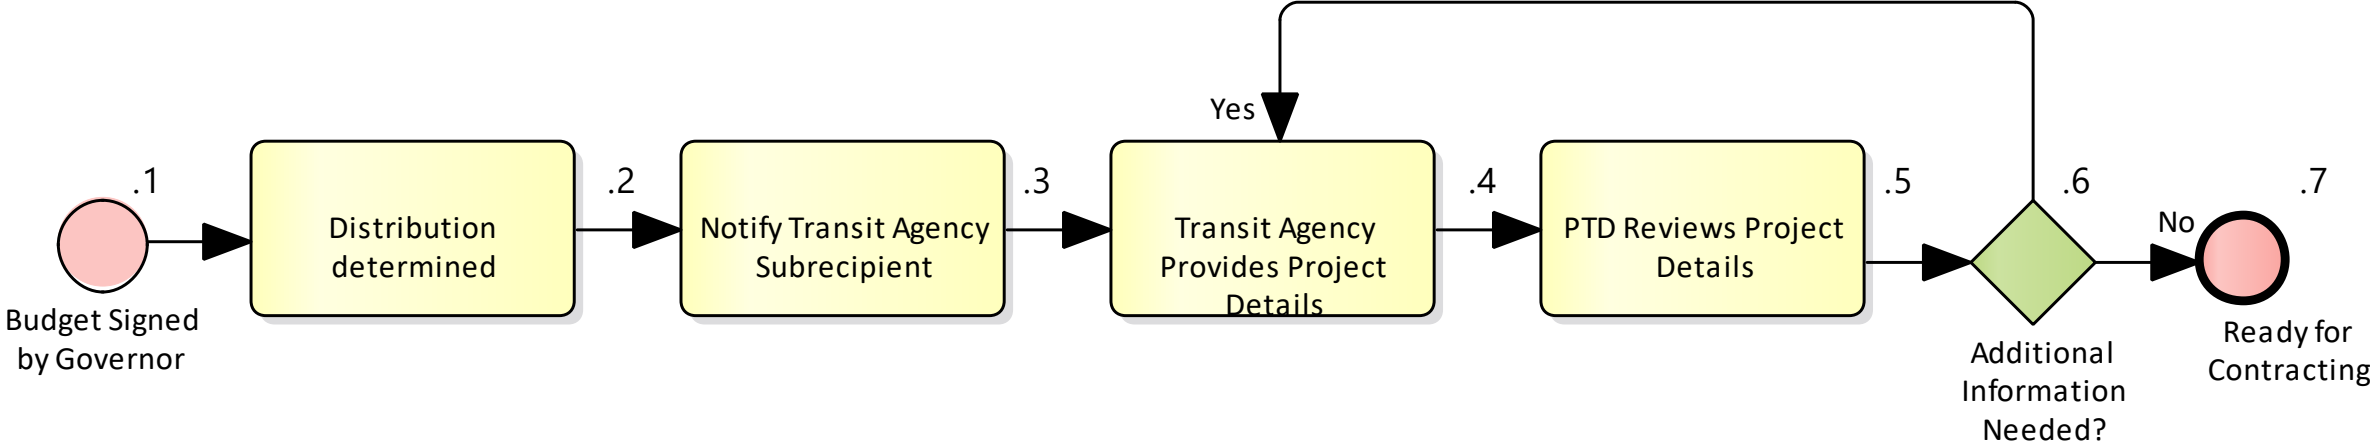 Yes
.1
.2
.3
.4
.5
.6
.7
Budget Signed
by Governor
Distribution
determined
Notify Transit Agency
Subrecipient
Transit Agency
Provides Project
Details
PTD Reviews Project
Details
Additional
Information
Needed?
No
Ready for
Contracting